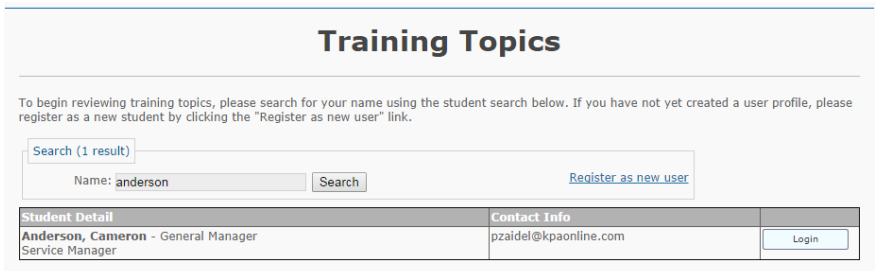 Training Topics
To begin reviewing training topics, please search for your name using the student search below. If you have not yet created a user profile, please
register as a new student by clicking the "Register as new user" link.
Search (1 result)
Name: anderson Search Register as new user
Student Detail Contact Info
Anderson, Cameron - General Manager pzaidel@kpaonline.com Login
Service Manager